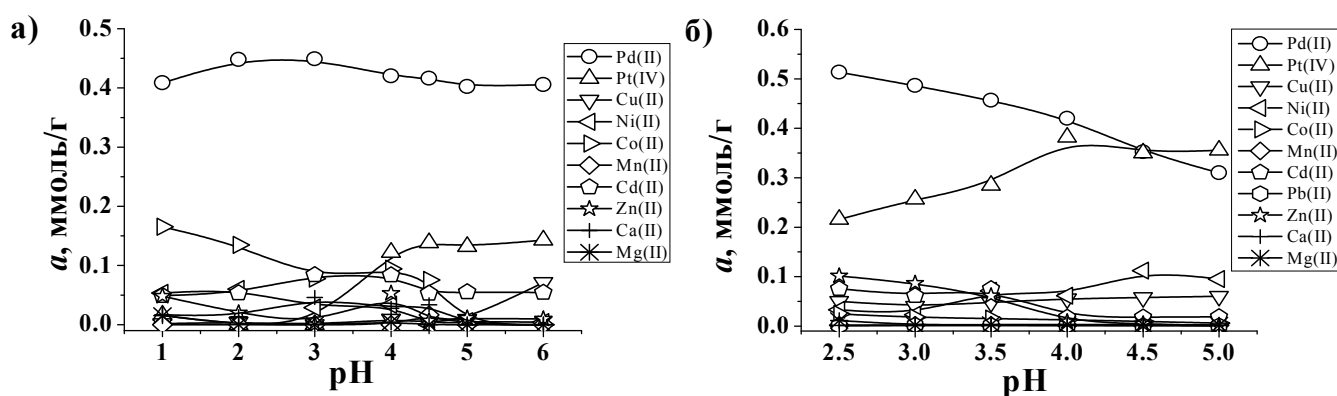 а)
0.5
0.4
0.3
0.2
0.1
0.0
a, ммоль/г
1 2 3 4 5 6
pH
Pd(II)
Pt(IV)
Cu(II)
Ni(II)
Co(II)
Mn(II)
Cd(II)
Zn(II)
Ca(II)
Mg(II)
б)
0.6
0.5
0.4
0.3
0.2
0.1
0.0
a, ммоль/г
2.5 3.0 3.5 4.0 4.5 5.0
pH
Pd(II)
Pt(IV)
Cu(II)
Ni(II)
Co(II)
Mn(II)
Cd(II)
Pb(II)
Zn(II)
Ca(II)
Mg(II)